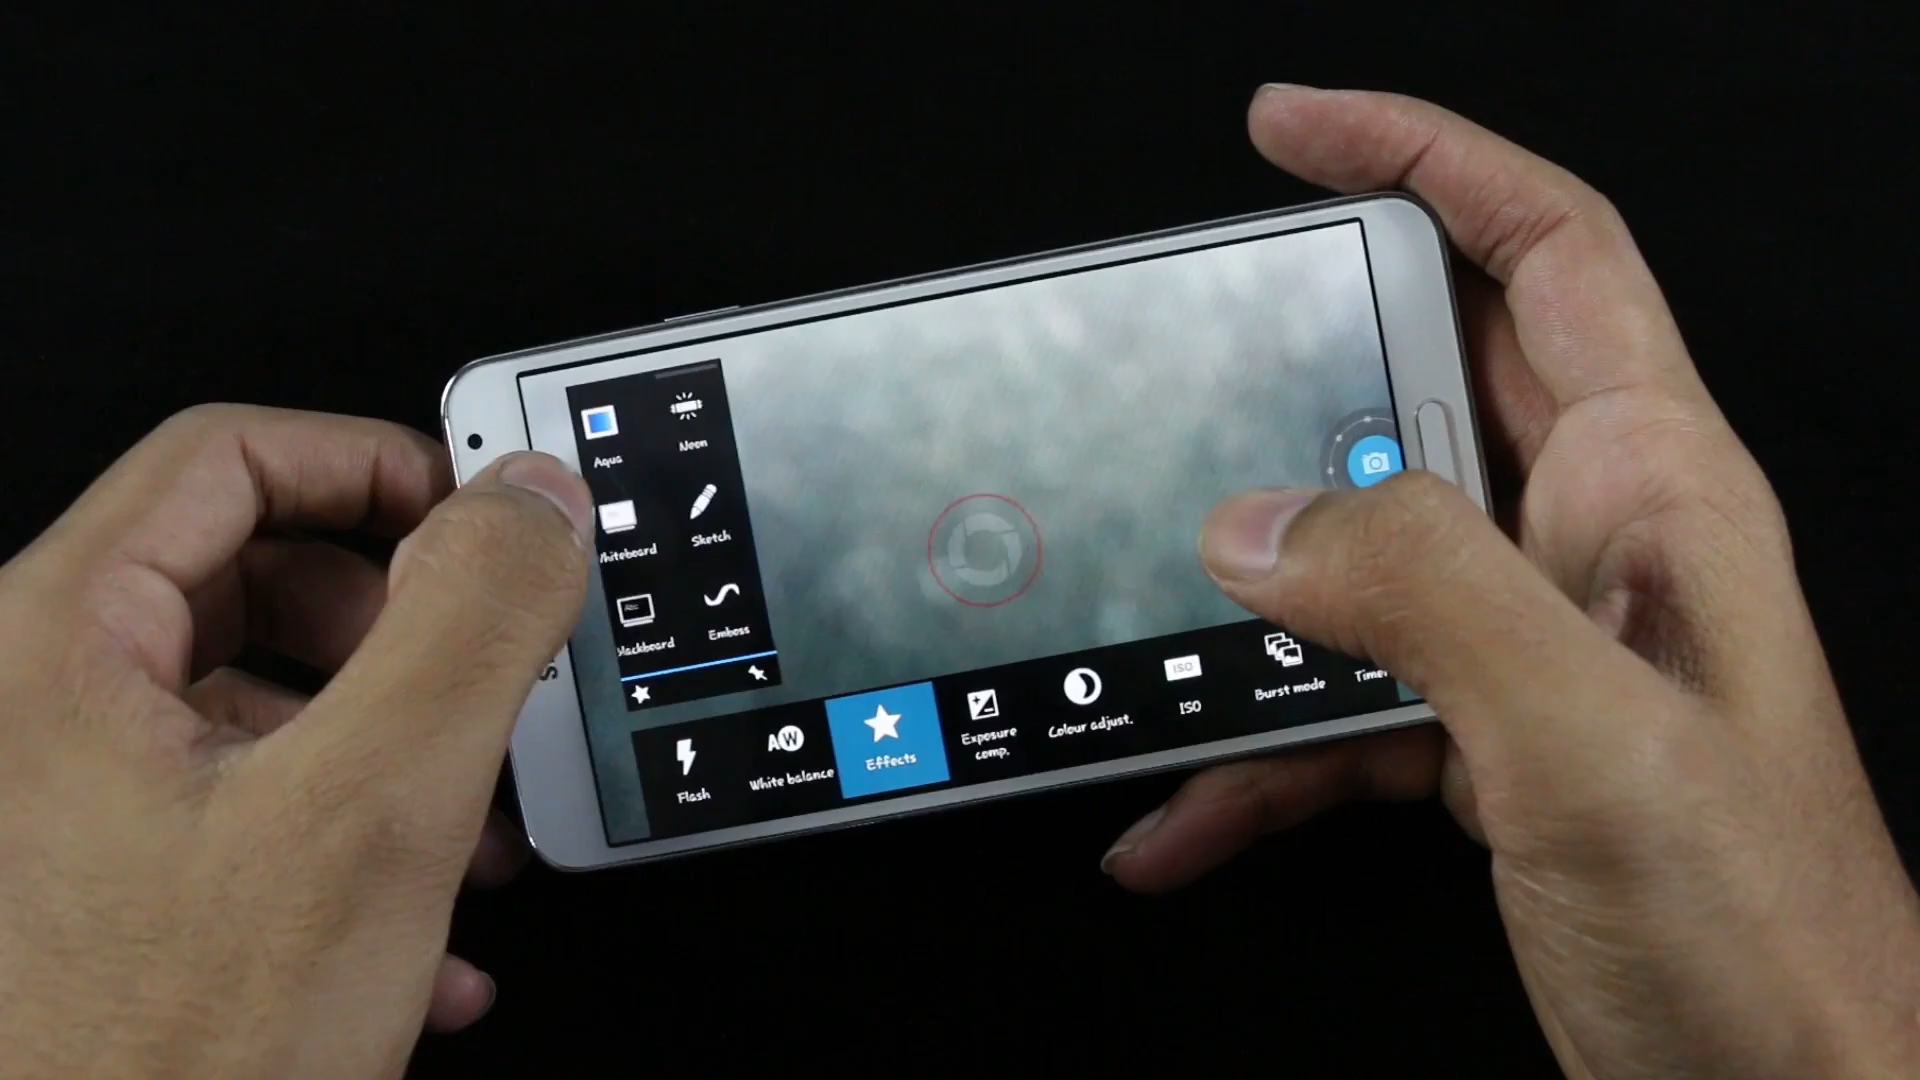 Aqua
Neon
Whiteboard
Sketch
Blackboard
Emboss
Flash
AW
White balance
Effects
Exposure
comp.
Colour adjust.
ISO
ISO
Burst mode
Timer